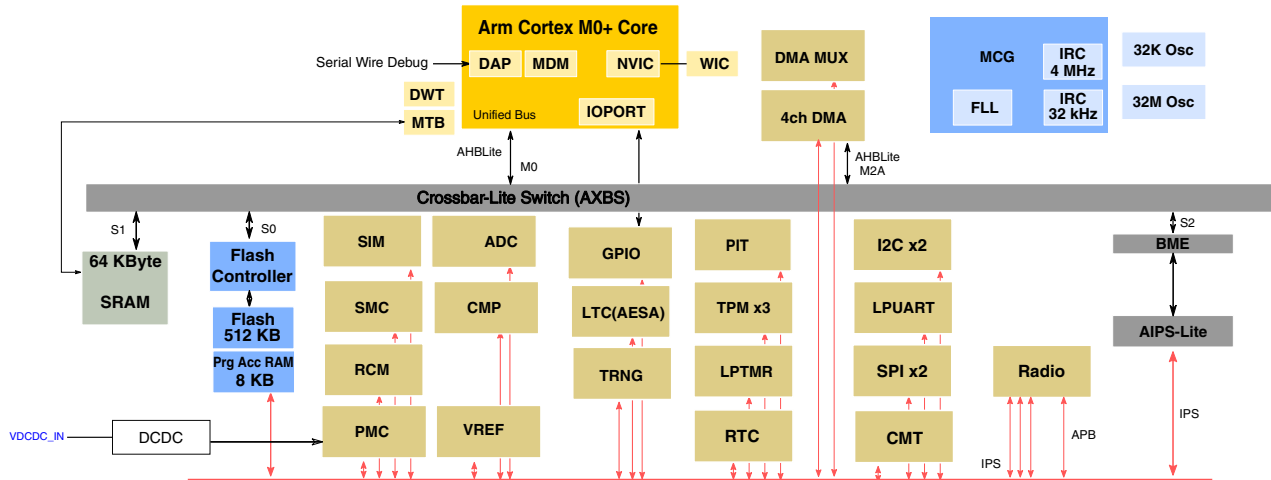 Arm Cortex M0+ Core
Serial Wire Debug
DAP
MDM
NVIC
WIC
DWT
MTB
Unified Bus
IOPORT
AHBLite
M0
DMA MUX
4ch DMA
AHBLite
M2A
MCG
IRC
4 MHz
FLL
IRC
32 kHz
32K Osc
32M Osc
Crossbar-Lite Switch (AXBS)
S1
S0
S2
64 KByte
SRAM
Flash
Controller
Flash
512 KB
Prg Acc RAM
8 KB
SIM
SMC
RCM
PMC
ADC
CMP
VREF
GPIO
LTC(AESA)
TRNG
PIT
TPM x3
LPTMR
RTC
I2C x2
LPUART
SPI x2
CMT
Radio
IPS
APB
BME
AIPS-Lite
IPS
VDCDC_IN
DCDC